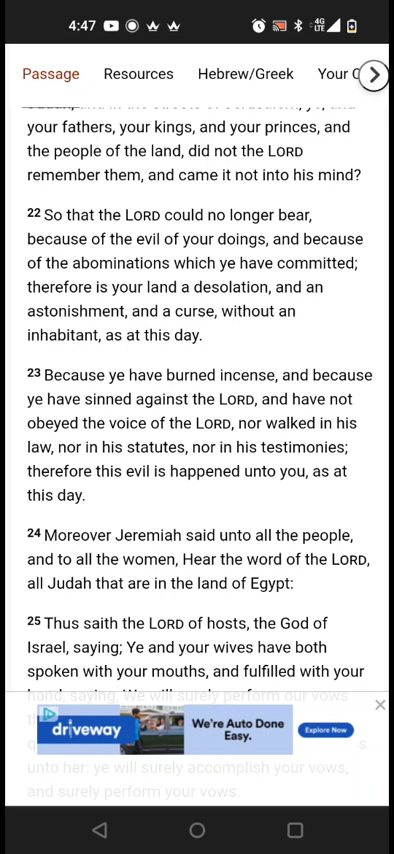 4:47
4G
LTE
Passage Resources Hebrew/Greek Your
your fathers, your kings, and your princes, and
the people of the land, did not the LORD
remember them, and came it not into his mind?
22 So that the LORD could no longer bear,
because of the evil of your doings, and because
of the abominations which ye have committed;
therefore is your land a desolation, and an
astonishment, and a curse, without an
inhabitant, as at this day.
23 Because ye have burned incense, and because
ye have sinned against the LORD, and have not
obeyed the voice of the LORD, nor walked in his
law, nor in his statutes, nor in his testimonies;
therefore this evil is happened unto you, as at
this day.
24 Moreover Jeremiah said unto all the people,
and to all the women, Hear the word of the LORD,
all Judah that are in the land of Egypt:
25 Thus saith the LORD of hosts, the God of
Israel, saying; Ye and your wives have both
spoken with your mouths, and fulfilled with your
hand, saying, We will surely perform our vows
driveway
We're Auto Done
Easy.
Explore Now
unto her: ye will surely accomplish your vows,
and surely perform your vows.